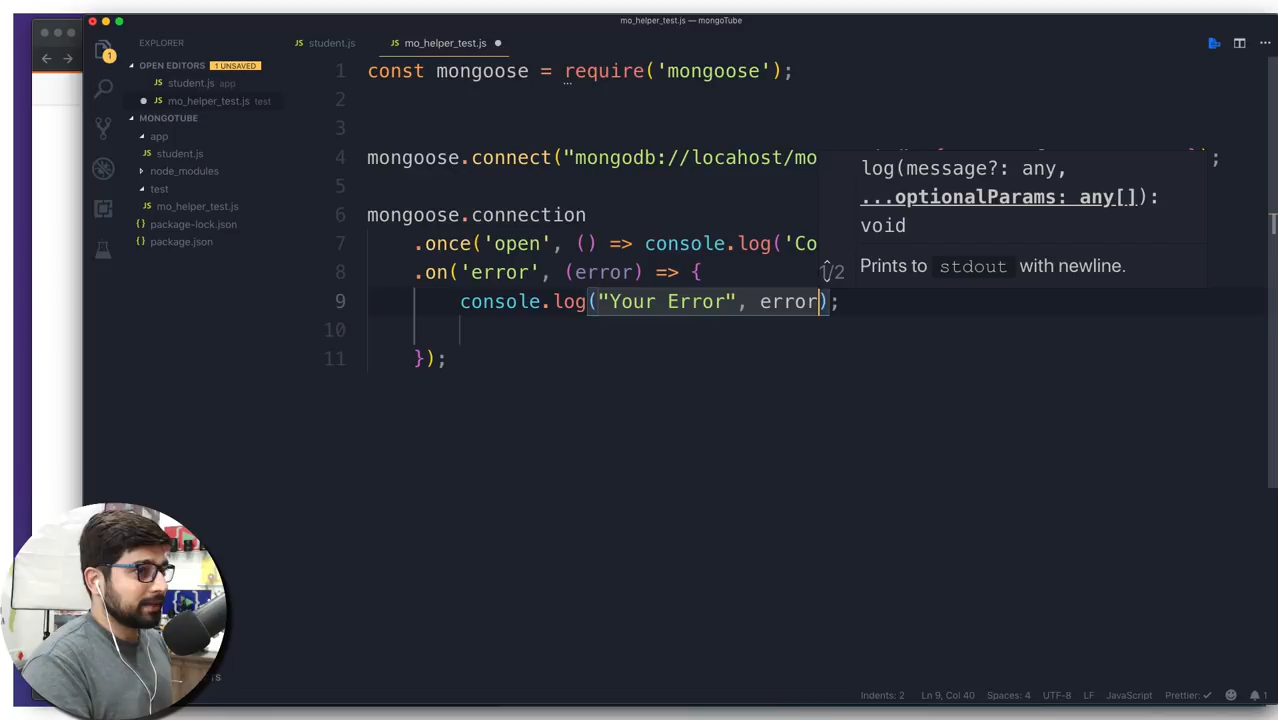 mo_helper_test.js — mongoTube
EXPLORER
OPEN EDITORS 1 UNSAVED
student.js app
mo_helper_test.js test
MONGOTUBE
app
student.js
node_modules
test
mo_helper_test.js
package-lock.json
package.json
1
student.js
mo_helper_test.js
1 const mongoose = require('mongoose');
2
3
4 mongoose.connect("mongodb://locahost/mo );
5
6 mongoose.connection
7 .once('open', () => console.log('Co
8 .on('error', (error) => {
9 console.log("Your Error", error);
10
11 });
1/2
log(message?: any,
...optionalParams: any[]):
void
Prints to stdout with newline.
Indents: 2 Ln 9, Col 40 Spaces: 4 UTF-8 LF JavaScript Prettier: ✓ 1